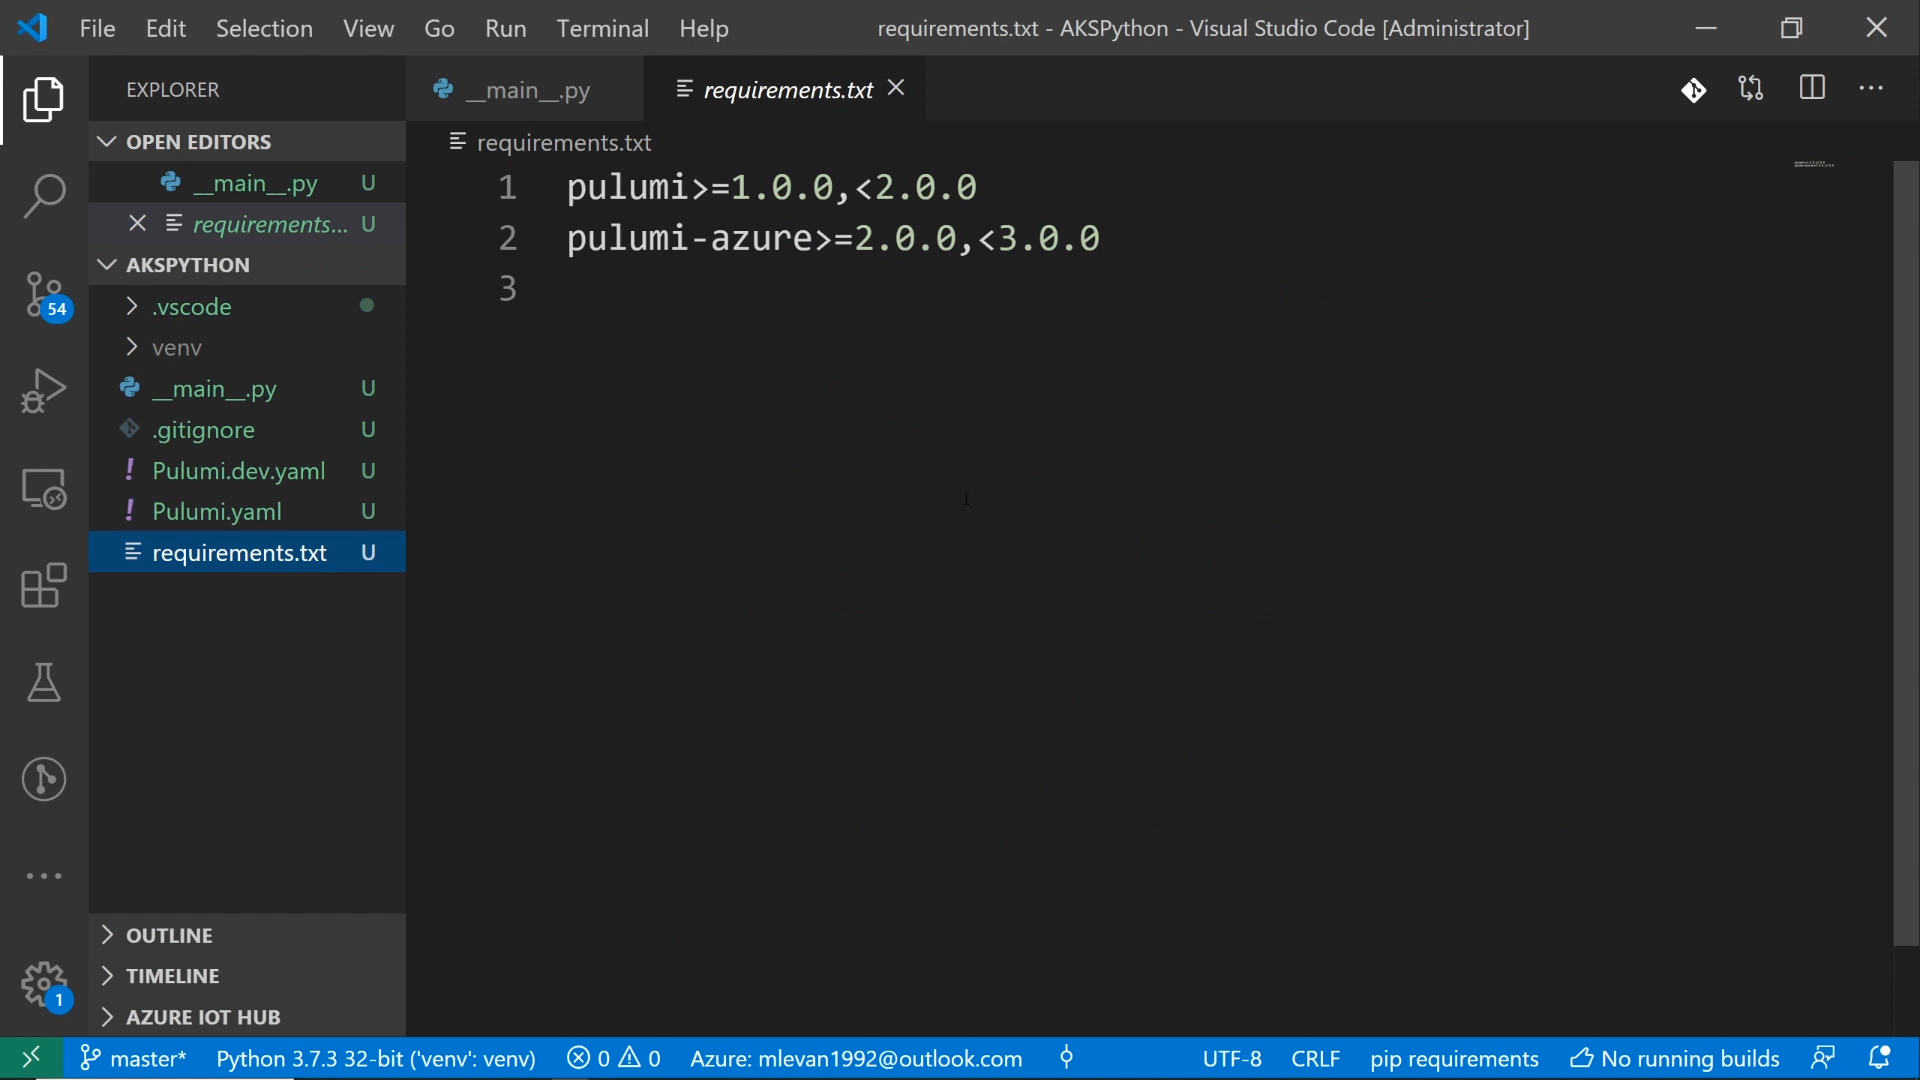 File Edit Selection View Go Run Terminal Help requirements.txt - AKSPython - Visual Studio Code [Administrator]
EXPLORER
__main__.py requirements.txt
OPEN EDITORS
requirements.txt
__main__.py U
requirements... U
AKSPYTHON
.vscode
venv
__main__.py U
.gitignore U
! Pulumi.dev.yaml U
! Pulumi.yaml U
requirements.txt U
1 pulumi>=1.0.0,<2.0.0
2 pulumi-azure>=2.0.0,<3.0.0
3
54
1
OUTLINE
TIMELINE
AZURE IOT HUB
master* Python 3.7.3 32-bit ('venv': venv) 0 0 Azure: mlevan1992@outlook.com UTF-8 CRLF pip requirements No running builds